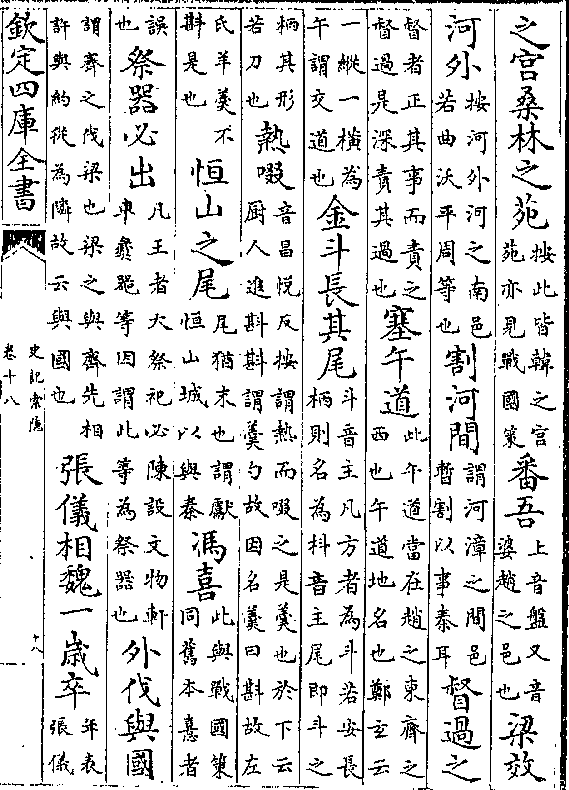 之宫桑林之苑按此皆韓之宫苑亦見戰國策番吾上音盤又音婆趙之邑也梁效
河外按河外河之南邑若曲沃平周等也割河間謂河漳之間邑暫割以事秦耳督過之
督者正其事而責之督過是深責其過也塞午道此午道當在趙之東齊之西也午道地名也鄭玄云
一縱一橫為午謂交道也金斗長其尾斗音主凡方者為斗若安長柄則名為枓音主尾即斗之
柄其形若刀也熱啜音昌悦反按謂熱而啜之是羹也於下云厨人進斟斟謂羹勺故因名羹曰斟故左
氏羊羹不斟是也恒山之尾尾猶末也謂獻恒山城以與秦馮喜此與戰國策同舊本憙者
誤也祭器必出凡王者大祭祀必陳設文物軒車彛器等因謂此等為祭器也外伐與國
謂齊之伐梁也梁之與齊先相許與約從為隣故云與國也張儀相魏一歲卒年表張儀
欽定四庫全書
史記索隱
卷十八
十八